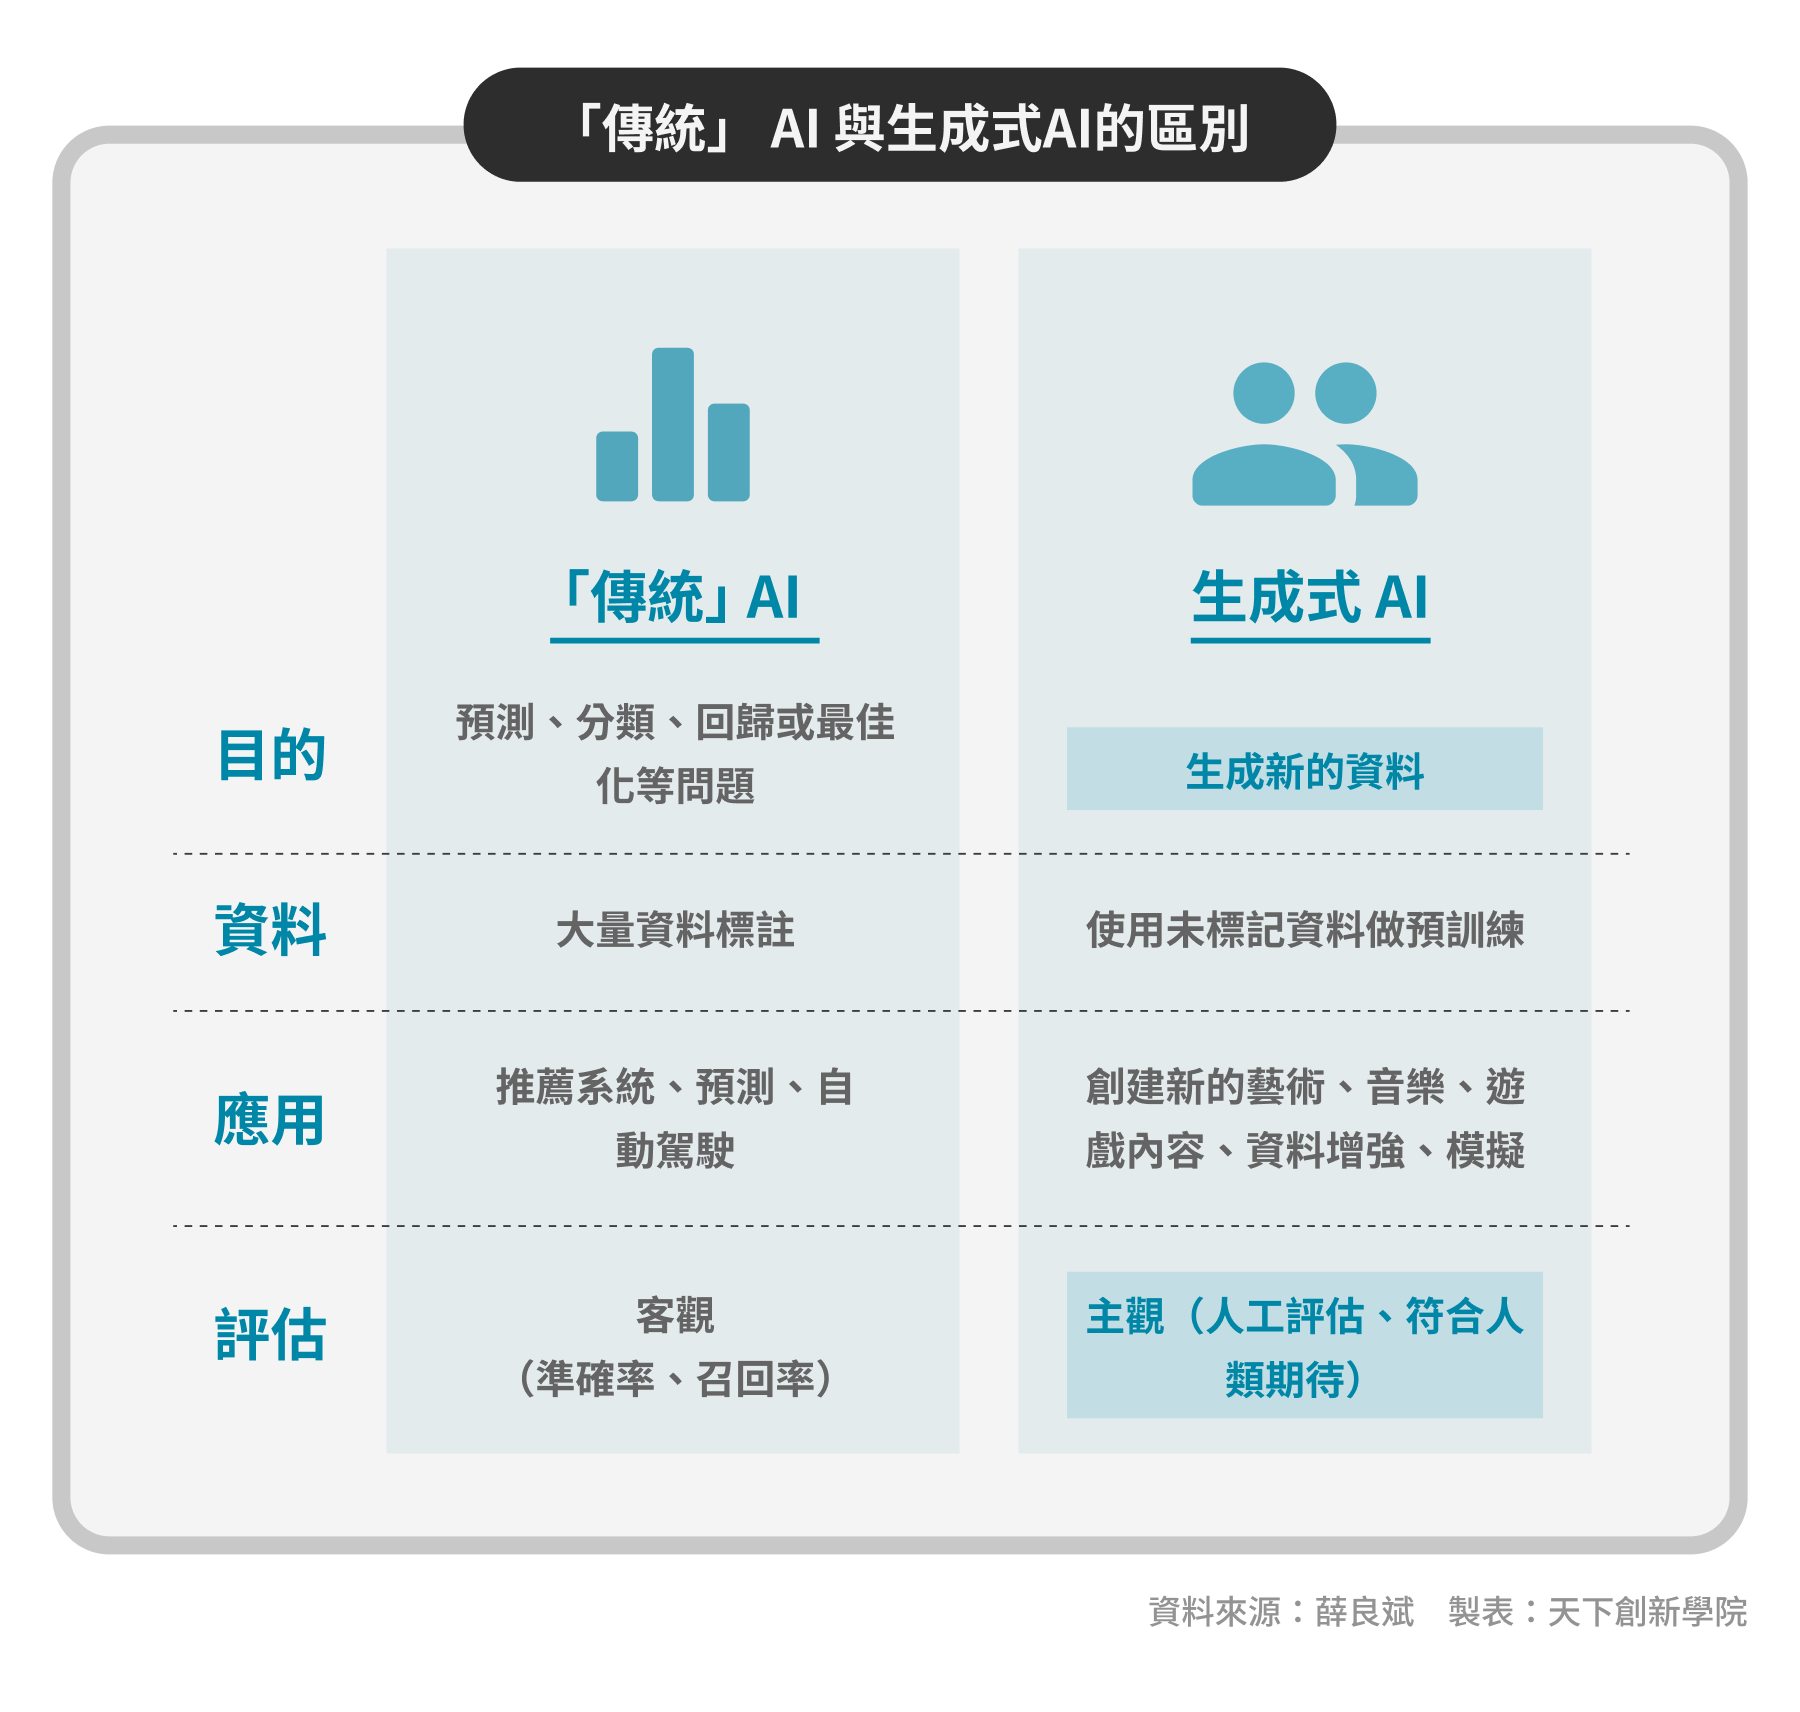 「傳統」 AI 與生成式AI的區別
「傳統」AI
生成式 AI
目的
預測、分類、回歸或最佳
化等問題
生成新的資料
資料
大量資料標註
使用未標記資料做預訓練
應用
推薦系統、預測、自
動駕駛
創建新的藝術、音樂、遊
戲內容、資料增強、模擬
評估
客觀
（準確率、召回率）
主觀（人工評估、符合人
類期待）
資料來源：薛良斌　製表：天下創新學院